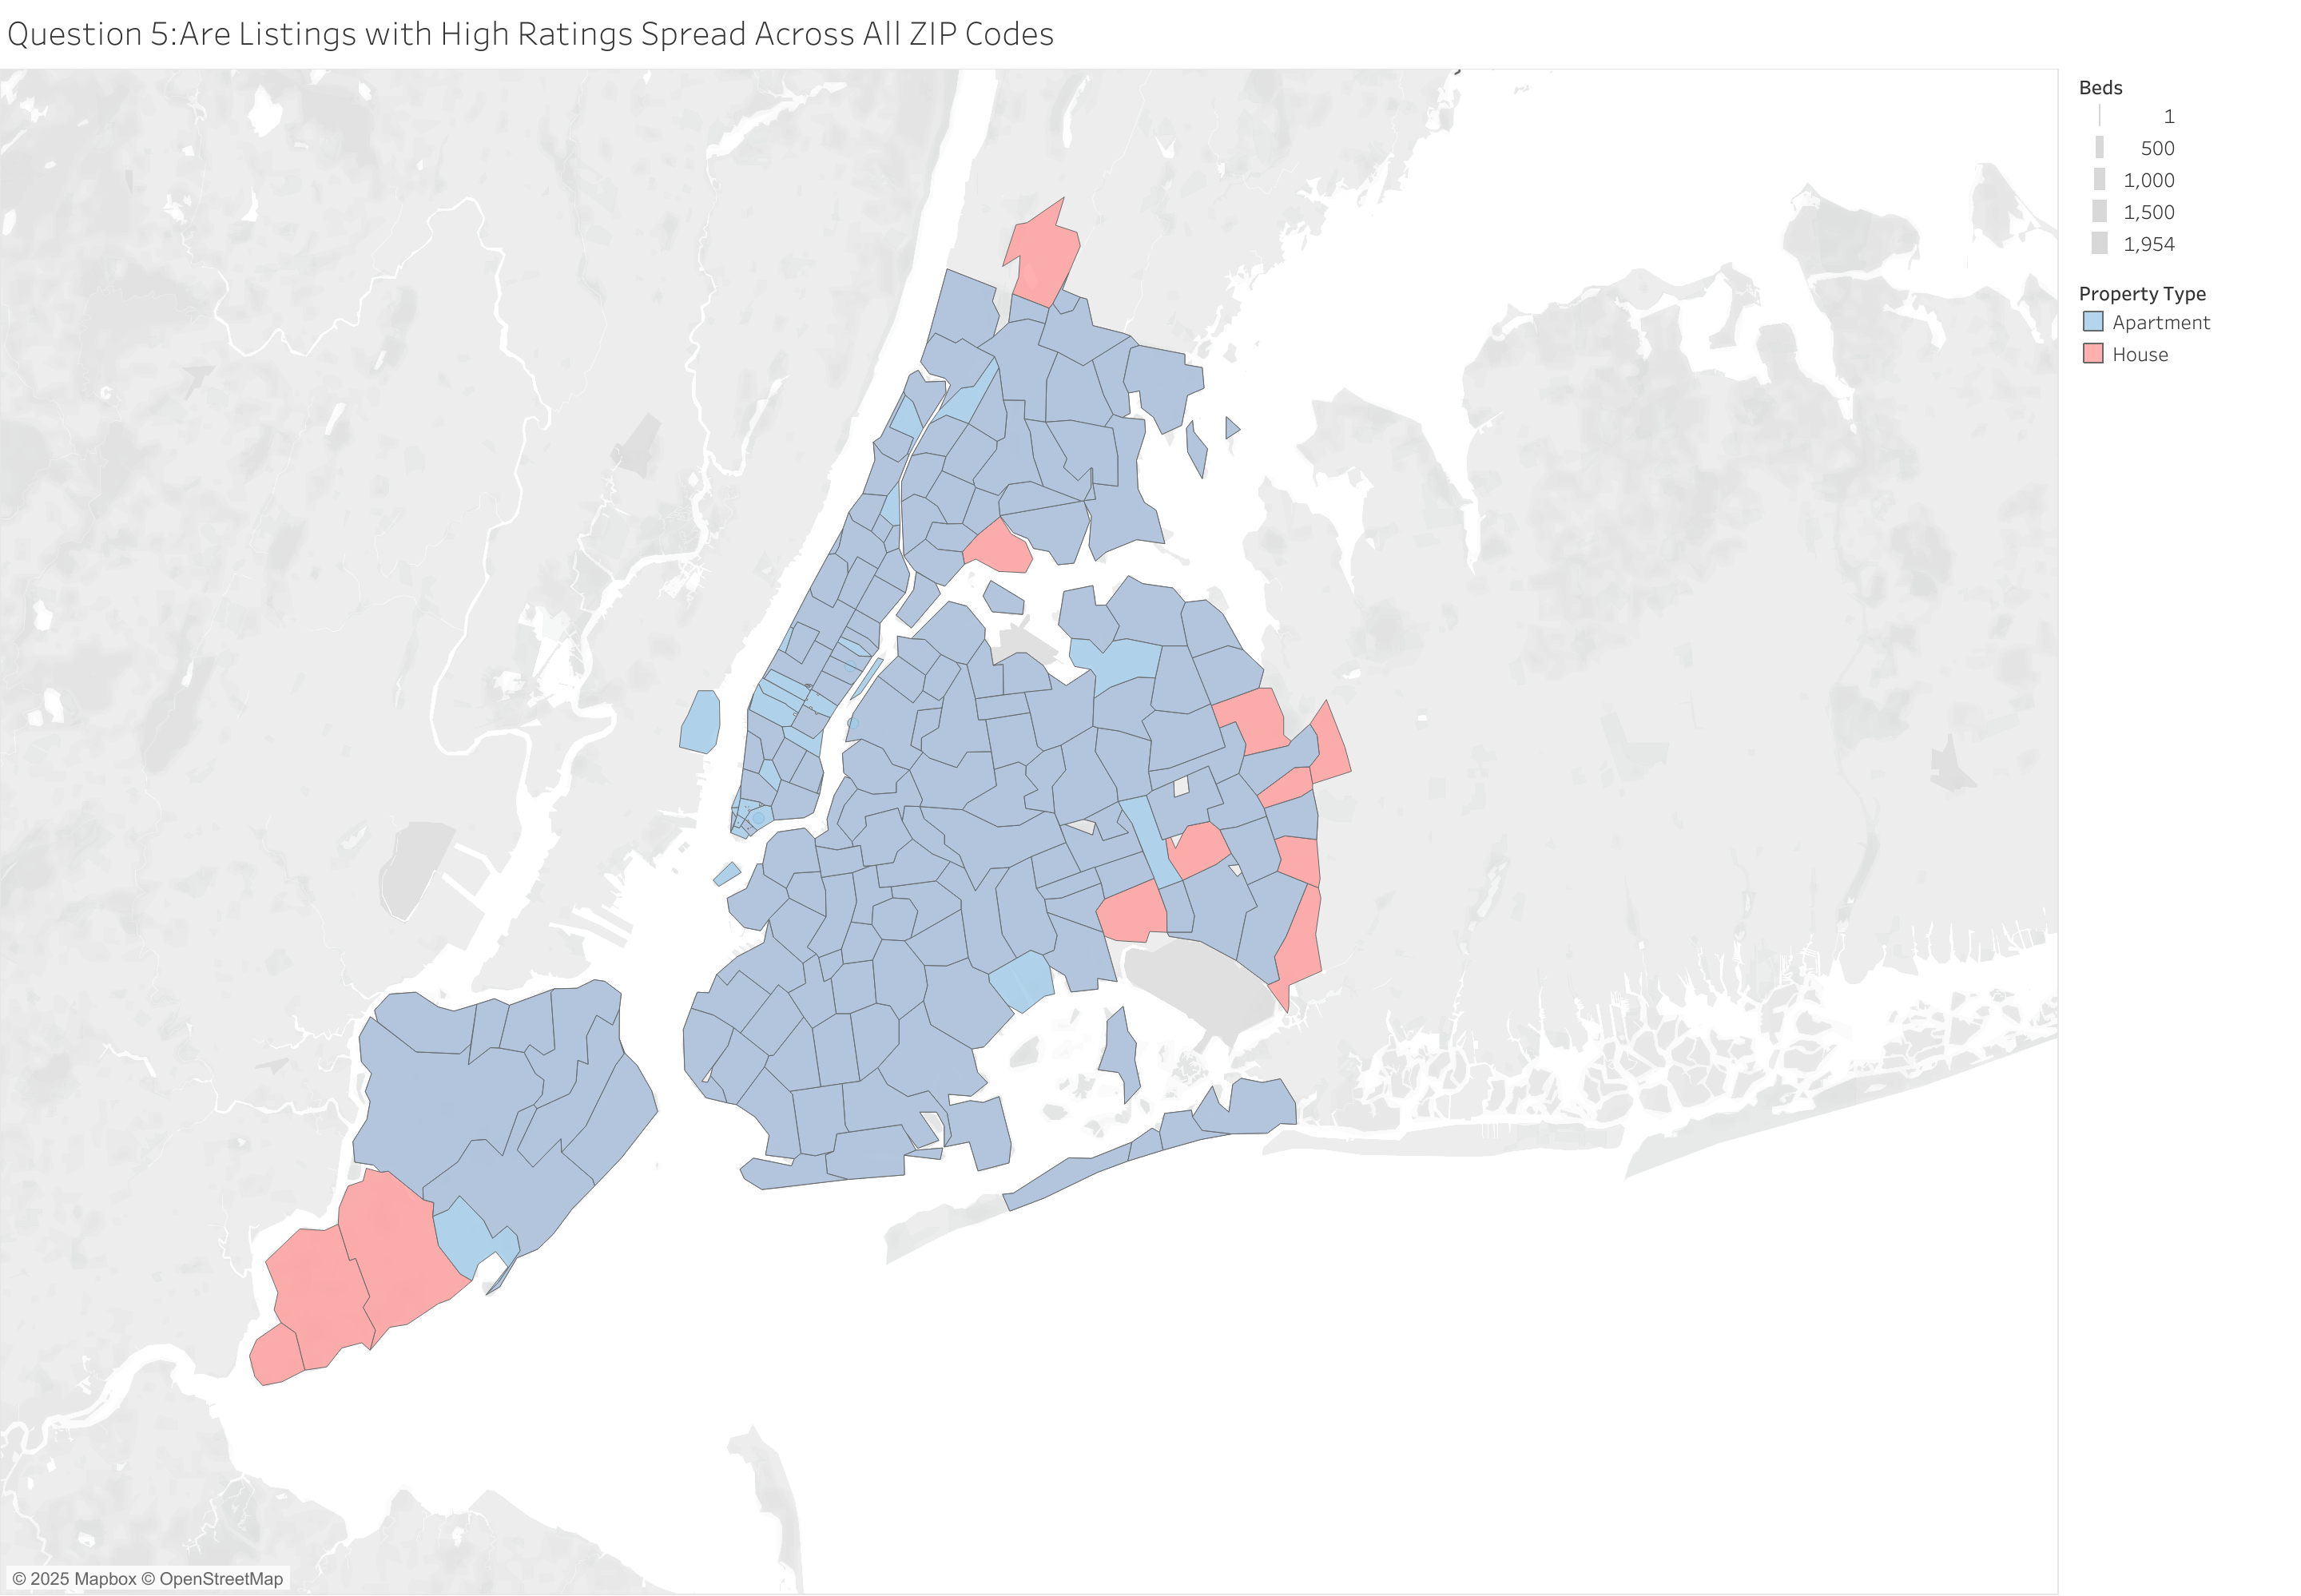 Question 5:Are Listings with High Ratings Spread Across All ZIP Codes
Beds
1
500
1,000
1,500
1,954
Property Type
Apartment
House
© 2025 Mapbox © OpenStreetMap